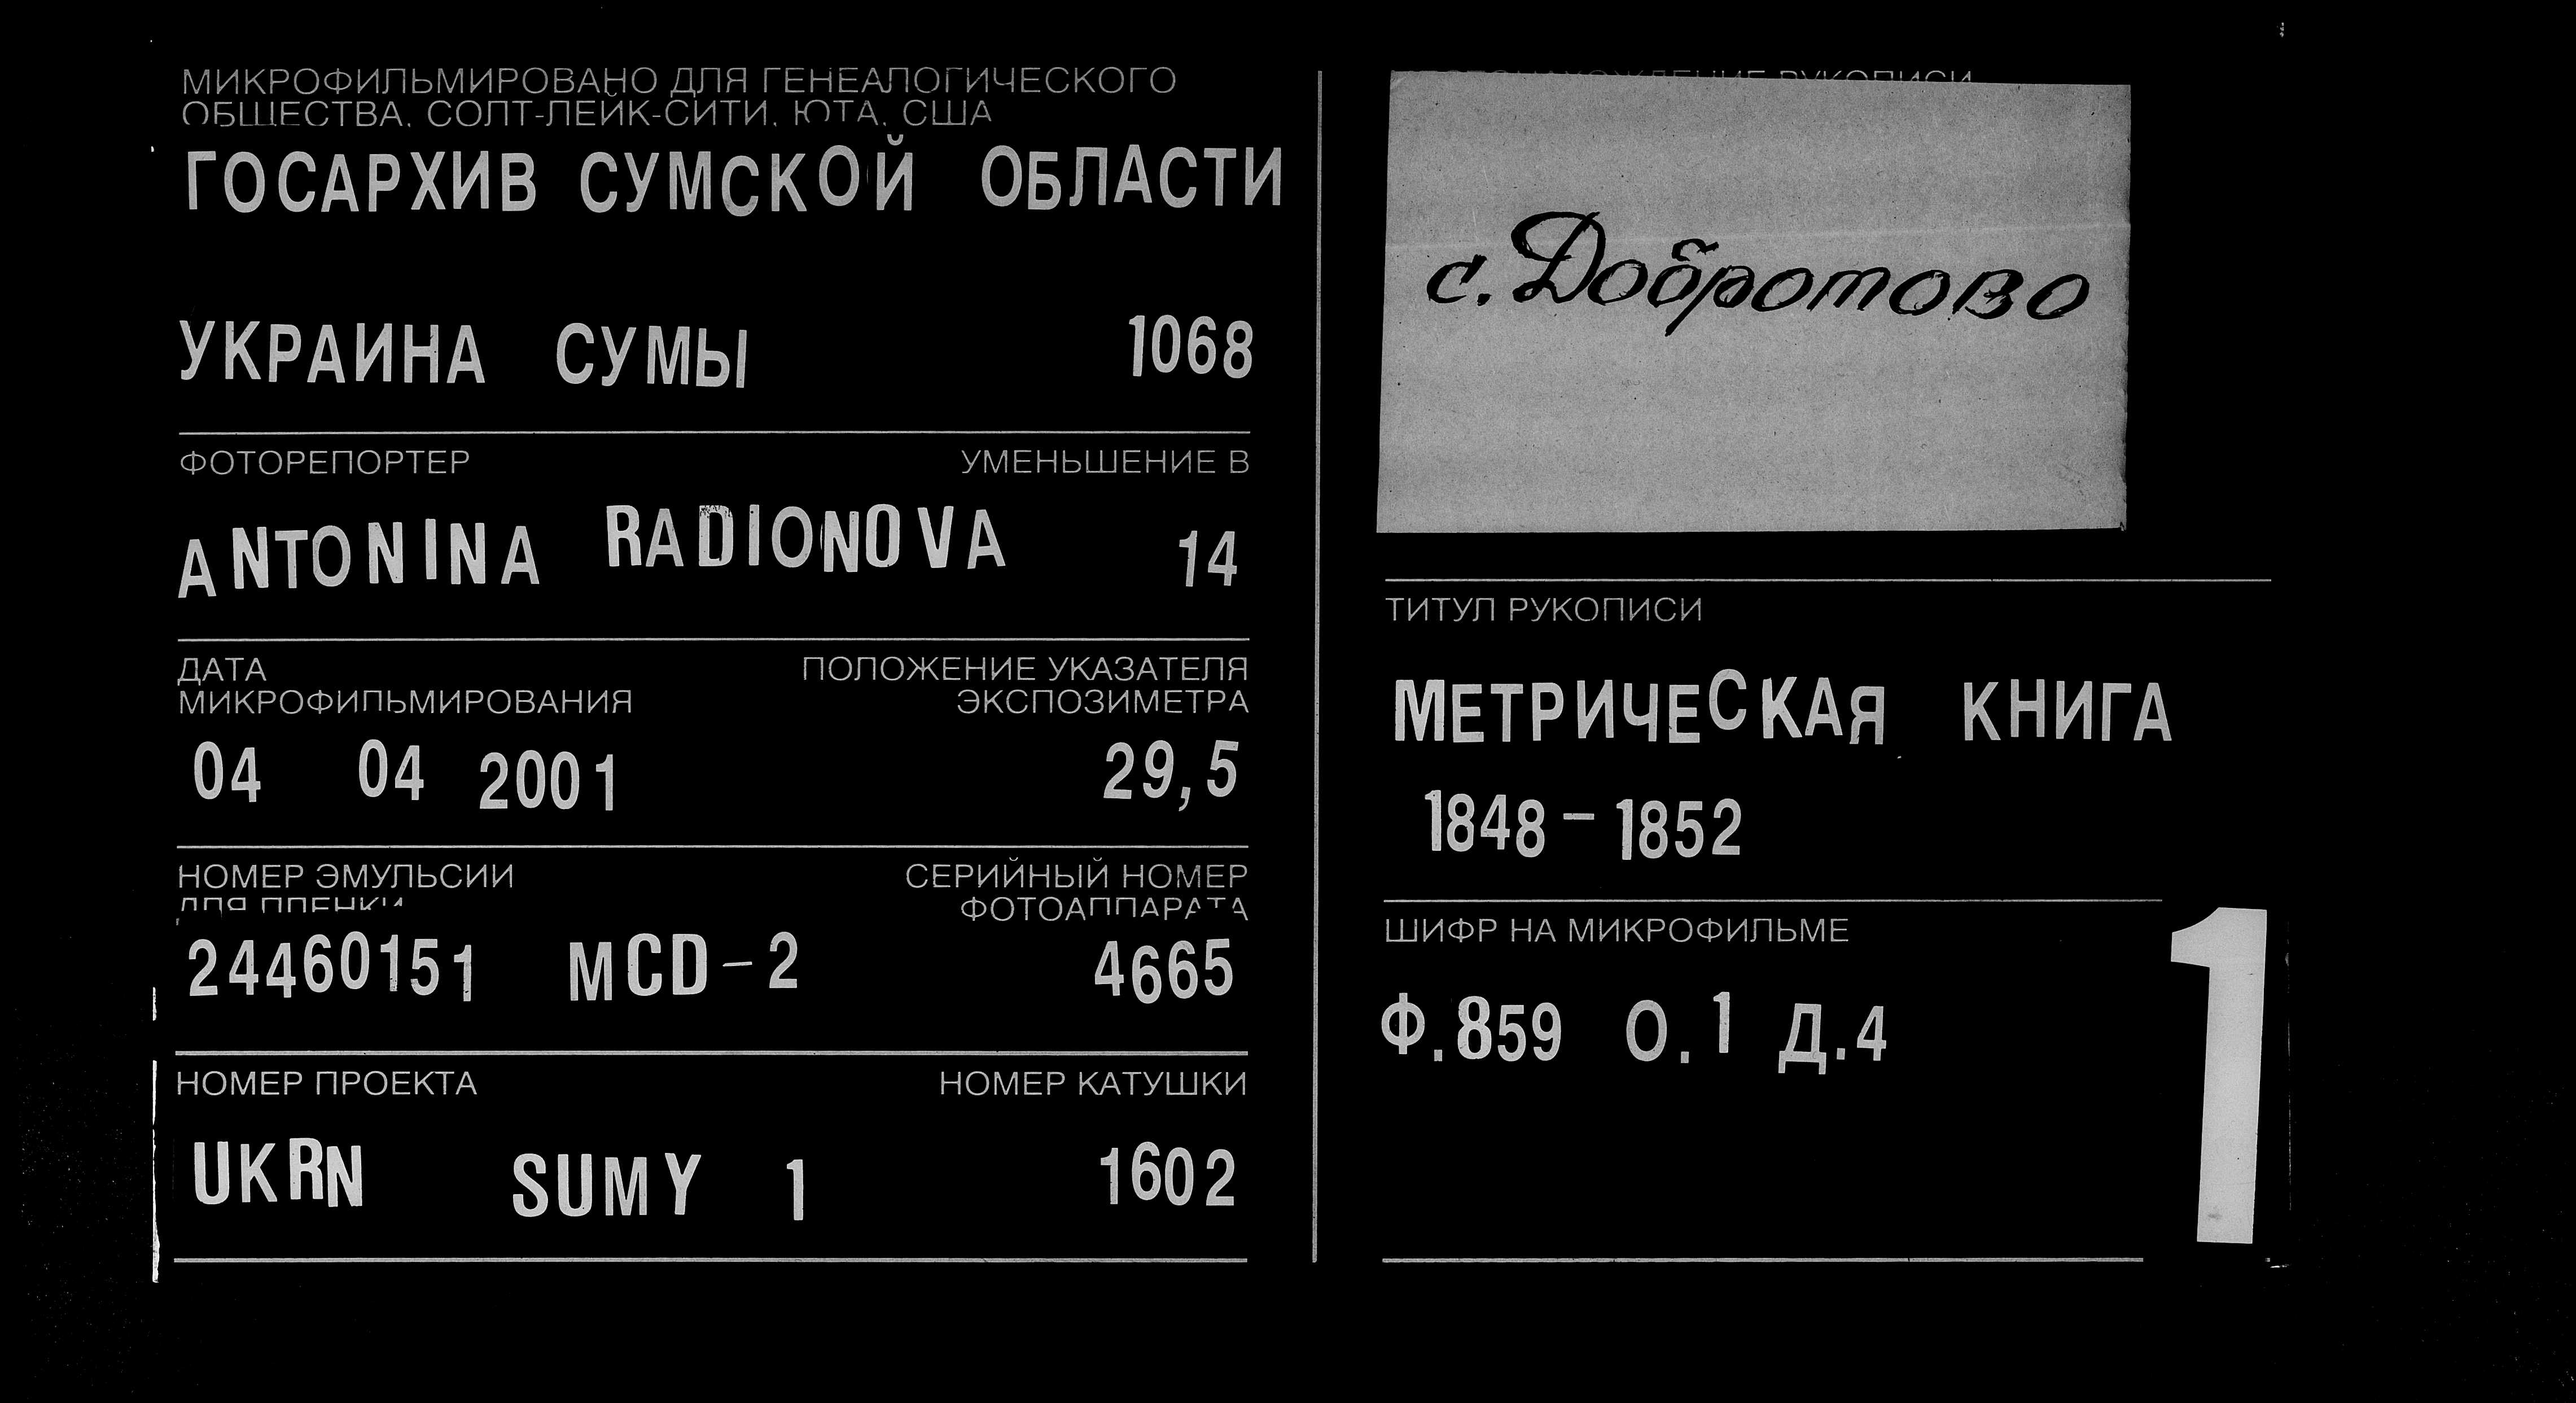 МИКРОФИЛЬМИРОВАНО ДЛЯ ГЕНЕАЛОГИЧЕСКОГО
ОБЩЕСТВА, СОЛТ-ЛЕЙК-СИТИ, ЮТА, США
ГОСАРХИВ СУМСКОЙ ОБЛАСТИ
УКРАИНА СУМЫ 1068
ФОТОРЕПОРТЕР УМЕНЬШЕНИЕ В
ANTONINA RADIONOVA 14
ДАТА ПОЛОЖЕНИЕ УКАЗАТЕЛЯ
МИКРОФИЛЬМИРОВАНИЯ ЭКСПОЗИМЕТРА
04 04 2001 29,5
НОМЕР ЭМУЛЬСИИ СЕРИЙНЫЙ НОМЕР
ДЛЯ ПЛЕНКИ ФОТОАППАРАТА
24460151 MCD-2 4665
НОМЕР ПРОЕКТА НОМЕР КАТУШКИ
UKRN SUMY 1 1602
РУКОПИСИ
с. Добротово
ТИТУЛ РУКОПИСИ
МЕТРИЧЕСКАЯ КНИГА
1848-1852
ШИФР НА МИКРОФИЛЬМЕ
Ф.859 О.1 Д.4
1